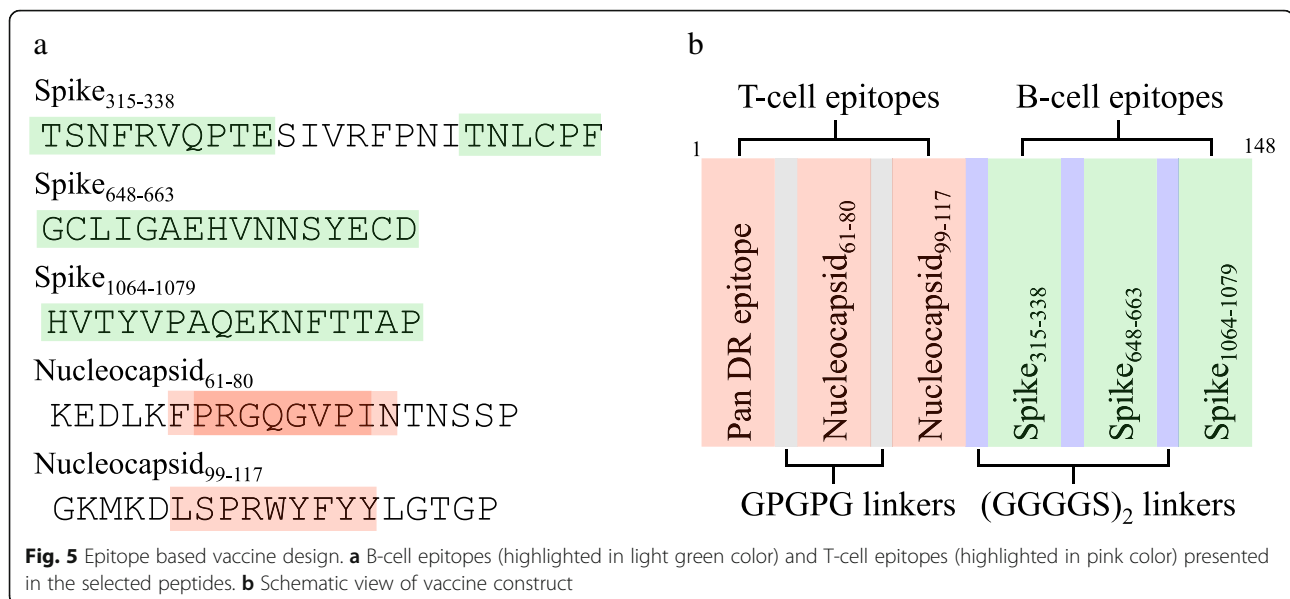 a
Spike315-338
TSNFRVQPTESIVRFPNITNLCPF
Spike648-663
GCLIGAEHVNNSYECD
Spike1064-1079
HVTYVPAQEKNFTTAP
Nucleocapsid61-80
KEDLKFPRGQGVPINTNSSP
Nucleocapsid99-117
GKMKDLSPRWYFYYLGTGP
b
T-cell epitopes B-cell epitopes
1 148
Pan DR epitope
Nucleocapsid61-80
Nucleocapsid99-117
Spike315-338
Spike648-663
Spike1064-1079
GPGPG linkers (GGGGS)2 linkers
Fig. 5 Epitope based vaccine design. a B-cell epitopes (highlighted in light green color) and T-cell epitopes (highlighted in pink color) presented
in the selected peptides. b Schematic view of vaccine construct